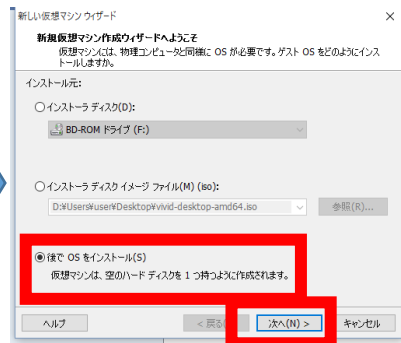 新しい仮想マシン ウィザード
新規仮想マシン作成ウィザードへようこそ
仮想マシンには、物理コンピュータと同様に OS が必要です。ゲスト OS をどのようにインス
トールしますか。
インストール元:
インストーラ ディスク(D):
BD-ROM ドライブ (F:)
インストーラ ディスク イメージ ファイル(M) (iso):
D:¥Users¥user¥Desktop¥vivid-desktop-amd64.iso
参照(R)...
後で OS をインストール(S)
仮想マシンは、空のハード ディスクを 1 つ持つように作成されます。
ヘルプ
< 戻る
次へ(N) >
キャンセル